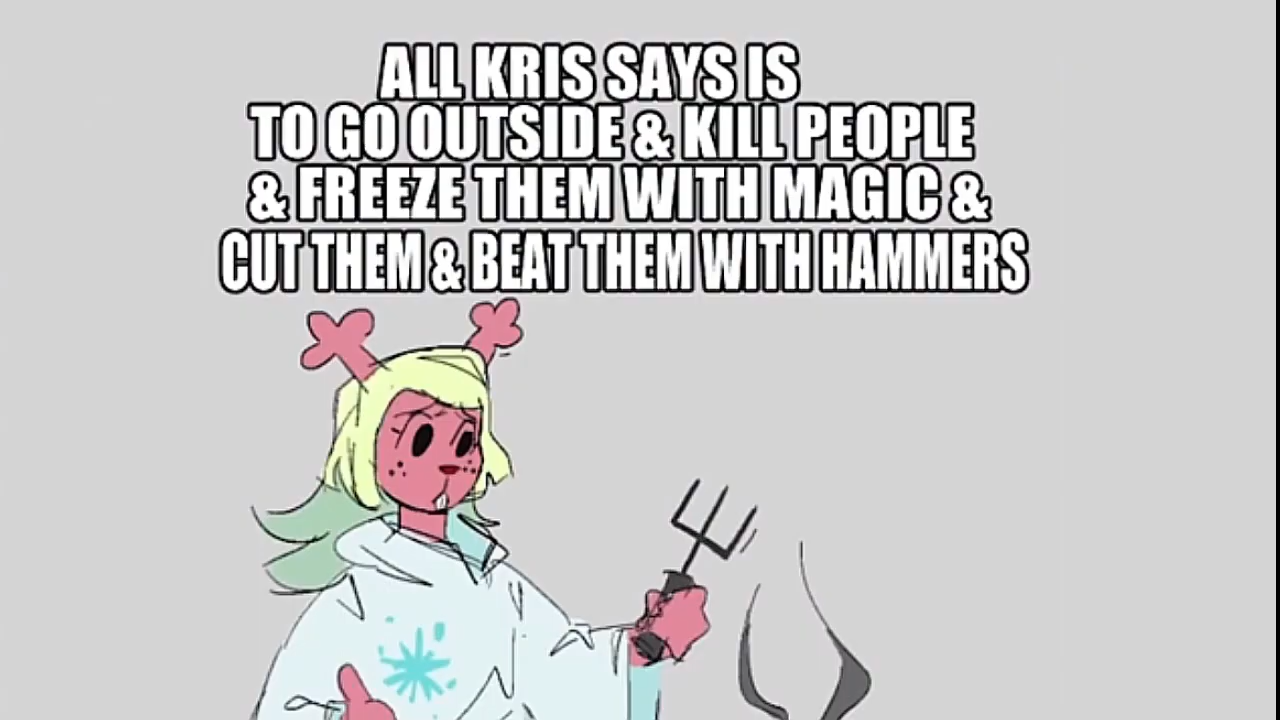 ALL KRIS SAYS IS
TO GO OUTSIDE & KILL PEOPLE
& FREEZE THEM WITH MAGIC &
CUT THEM & BEAT THEM WITH HAMMERS